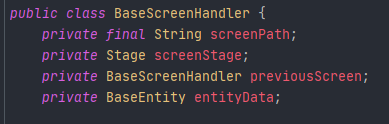 public class BaseScreenHandler {
private final String screenPath;
private Stage screenStage;
private BaseScreenHandler previousScreen;
private BaseEntity entityData;